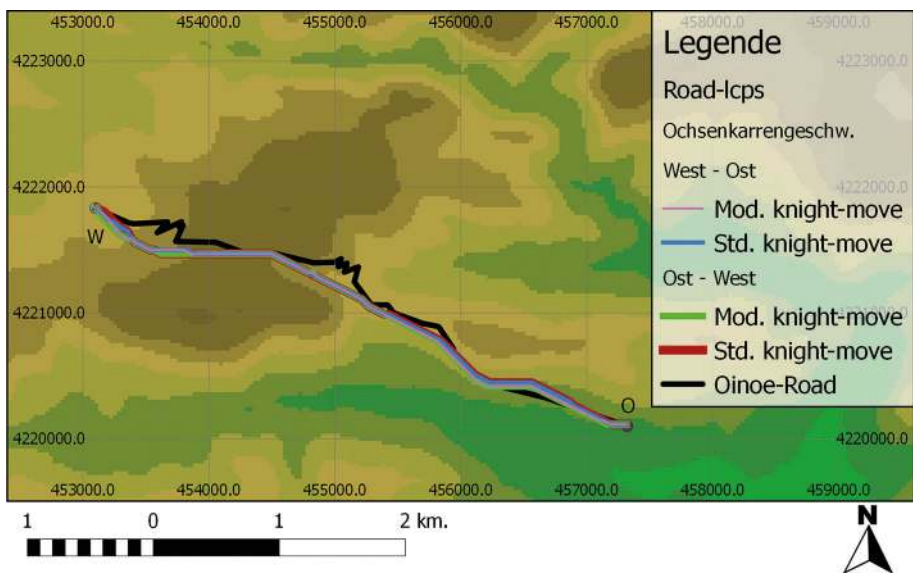 453000.0 454000.0 455000.0 456000.0 457000.0 458000.0 459000.0
4223000.0 4223000.0
4222000.0 4222000.0
4221000.0 4221000.0
4220000.0 4220000.0
W
O
Legende
Road-lcps
Ochsenkarrengeschw.
West - Ost
Mod. knight-move
Std. knight-move
Ost - West
Mod. knight-move
Std. knight-move
Oinoe-Road
453000.0 454000.0 455000.0 456000.0 457000.0 458000.0 459000.0
1 0 1 2 km.
N